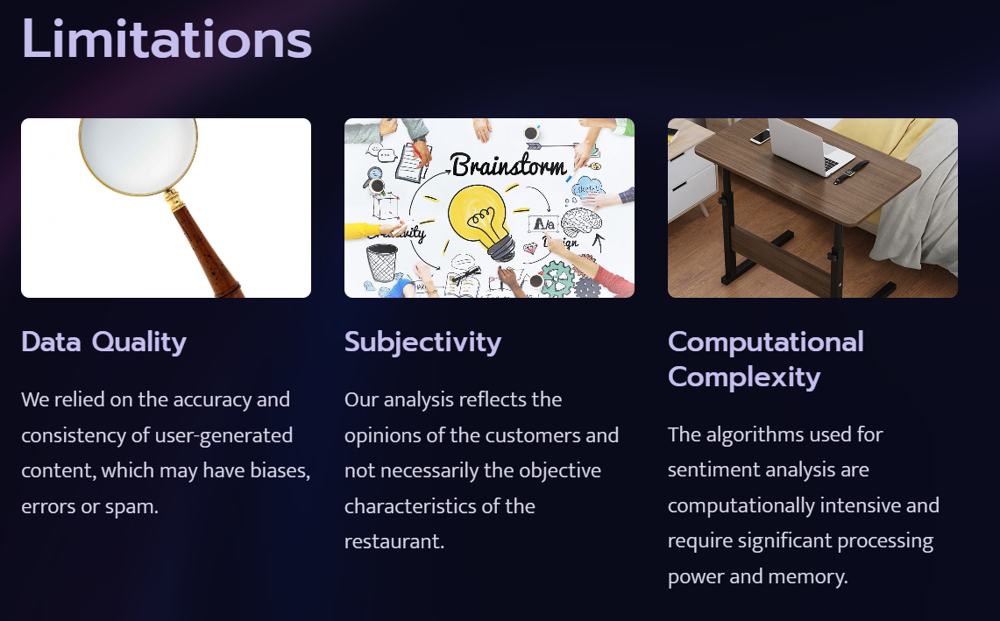 Limitations
Brainstorm
sketch
Aa
Data Quality
We relied on the accuracy and
consistency of user-generated
content, which may have biases,
errors or spam.
Subjectivity
Our analysis reflects the
opinions of the customers and
not necessarily the objective
characteristics of the
restaurant.
Computational
Complexity
The algorithms used for
sentiment analysis are
computationally intensive and
require significant processing
power and memory.